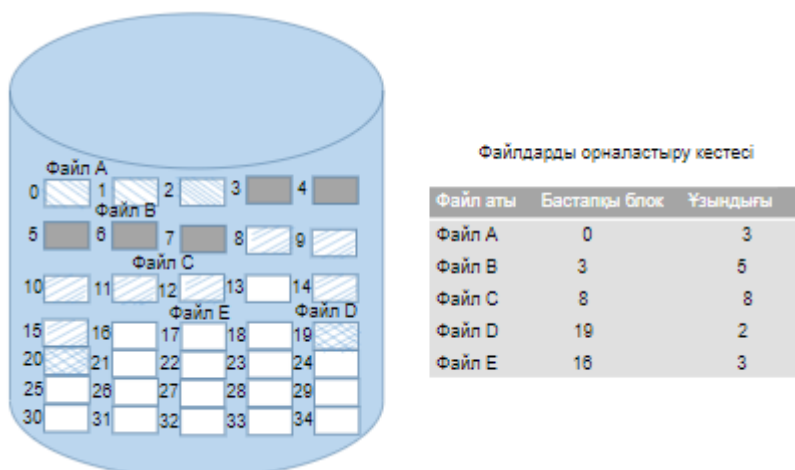 Файл А
0 1 2 3 4
Файл В
5 6 7 8 9
Файл С
10 11 12 13 14
Файл Е Файл D
15 16 17 18 19
20 21 22 23 24
25 26 27 28 29
30 31 32 33 34
Файлдарды орналастыру кестесі
Файл аты Бастапқы блок Ұзындығы
Файл А 0 3
Файл В 3 5
Файл С 8 8
Файл D 19 2
Файл Е 16 3